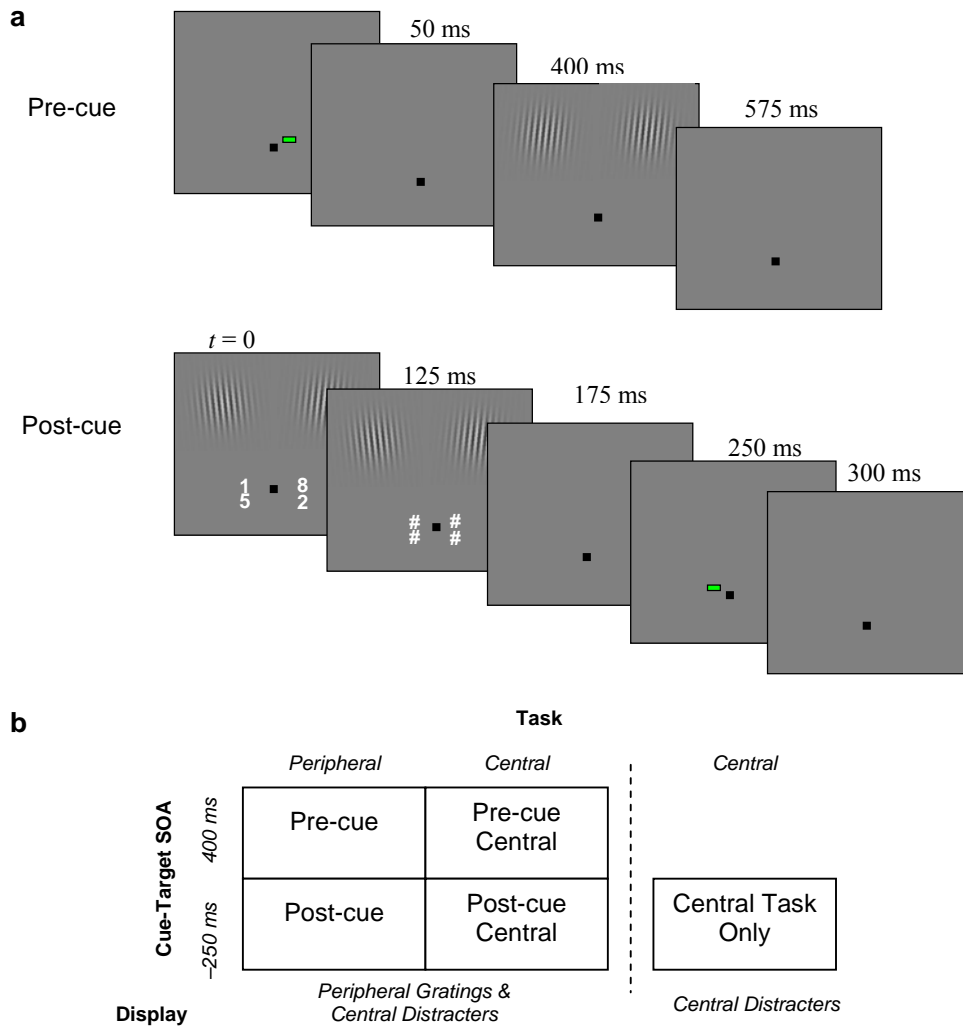 a
50 ms
400 ms
Pre-cue
575 ms
t = 0
125 ms
Post-cue
175 ms
250 ms
300 ms
1 8
5 2
# #
# #
b
Task
Peripheral Central Central
Cue-Target SOA
400 ms
–250 ms
Pre-cue
Pre-cue
Central
Post-cue
Post-cue
Central
Central Task
Only
Display
Peripheral Gratings &
Central Distracters
Central Distracters